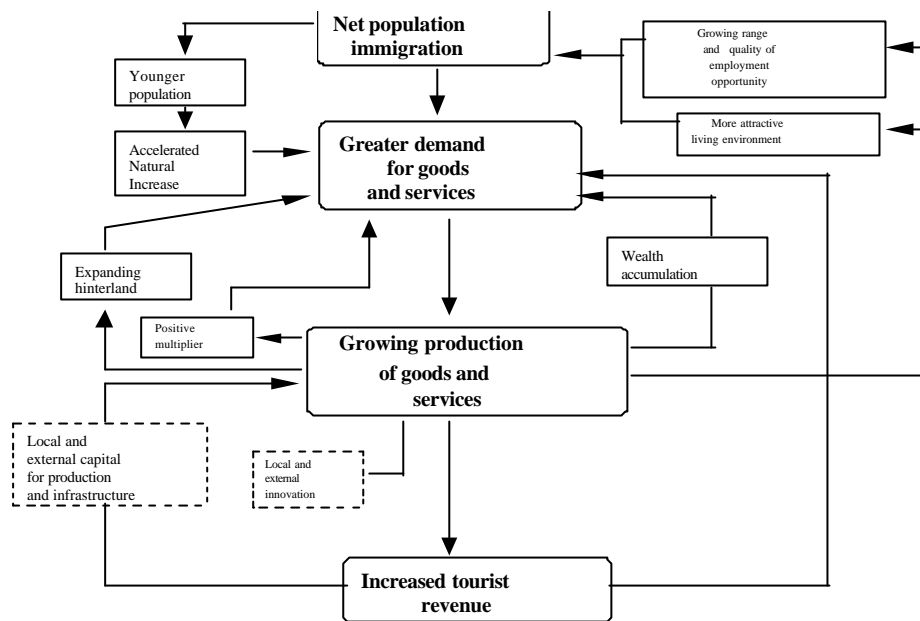 Net population
immigration
Growing range
and quality of
employment
opportunity
Younger
population
More attractive
living environment
Accelerated
Natural
Increase
Greater demand
for goods
and services
Expanding
hinterland
Wealth
accumulation
Positive
multiplier
Growing production
of goods and
services
Local and
external capital
for production
and infrastructure
Local and
external
innovation
Increased tourist
revenue